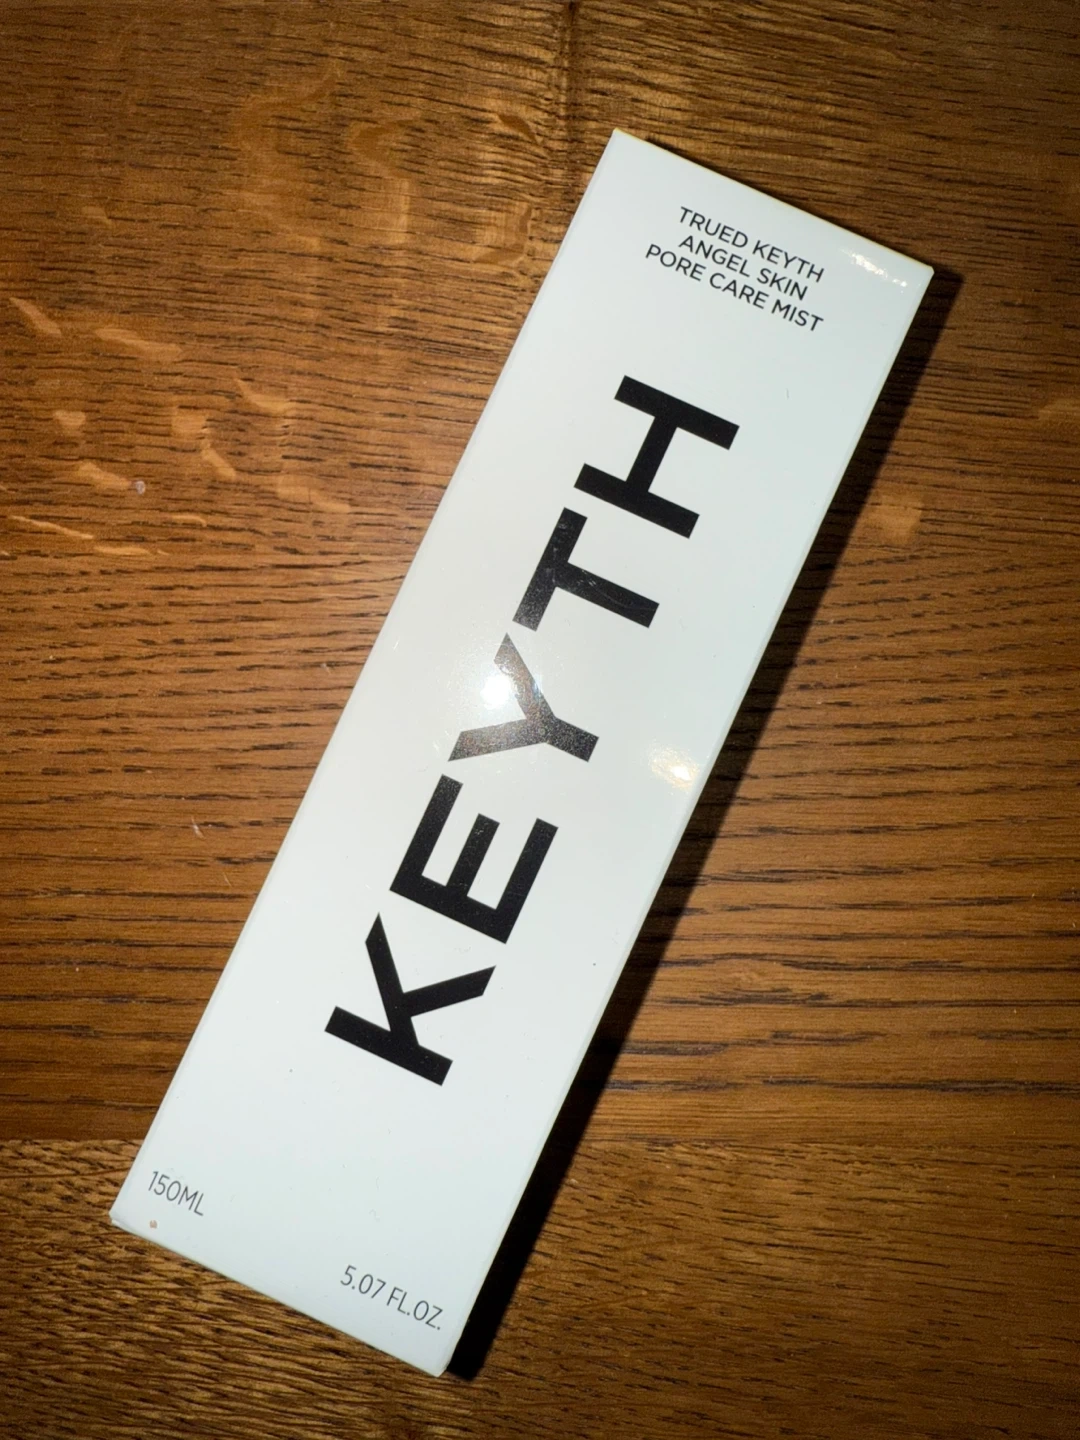 TRUED KEYTH
ANGEL SKIN
PORE CARE MIST
KEYTH
150ML
5.07 FL.OZ.